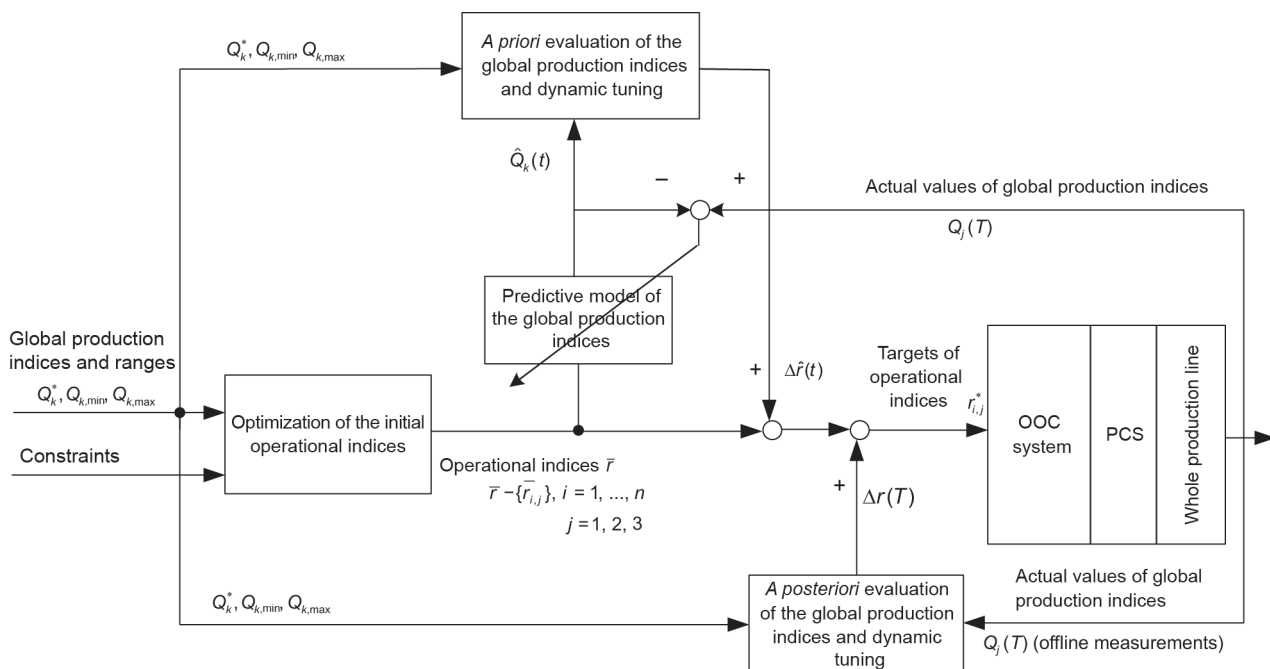 Q*k, Qk,min, Qk,max
A priori evaluation of the
global production indices
and dynamic tuning
Q̂k(t)
−
+
Actual values of global production indices
Qj(T)
Predictive model of
the global production
indices
Global production
indices and ranges
Q*k, Qk,min, Qk,max
Constraints
Optimization of the initial
operational indices
Operational indices r̅
r̅ −{r̅i,j}, i = 1, ..., n
j = 1, 2, 3
+
Δr̂(t)
Targets of
operational
indices
r*i,j
OOC
system
PCS
Whole production line
+
Δr(T)
Q*k, Qk,min, Qk,max
A posteriori evaluation
of the global production
indices and dynamic
tuning
Actual values of global
production indices
Qj(T) (offline measurements)